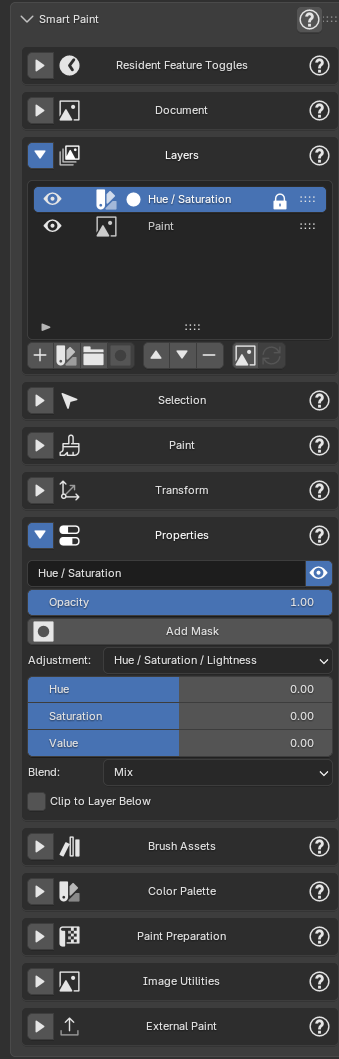 Smart Paint
Resident Feature Toggles
Document
Layers
Hue / Saturation
Paint
Selection
Paint
Transform
Properties
Hue / Saturation
Opacity 1.00
Add Mask
Adjustment: Hue / Saturation / Lightness
Hue 0.00
Saturation 0.00
Value 0.00
Blend: Mix
Clip to Layer Below
Brush Assets
Color Palette
Paint Preparation
Image Utilities
External Paint